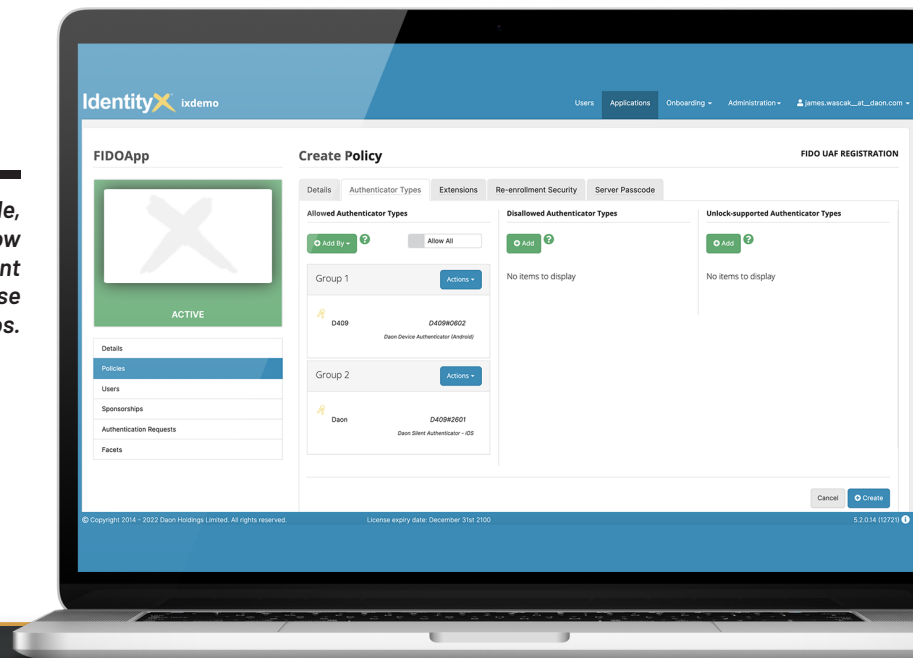 le,
ow
nt
se
os.
IdentityX ixdemo
Users Applications Onboarding Administration james.wascak__at__daon.com
FIDOApp
ACTIVE
Details
Policies
Users
Sponsorships
Authentication Requests
Facets
Create Policy
FIDO UAF REGISTRATION
Details Authenticator Types Extensions Re-enrollment Security Server Passcode
Allowed Authenticator Types
Add By ?
Allow All
Group 1 Actions
D409 D409#0602
Daon Device Authenticator (Android)
Group 2 Actions
Daon D409#2601
Daon Silent Authenticator - iOS
Disallowed Authenticator Types
Add ?
No items to display
Unlock-supported Authenticator Types
Add ?
No items to display
Cancel Create
© Copyright 2014 - 2022 Daon Holdings Limited. All rights reserved. License expiry date: December 31st 2100 5.2.0.14 (12721)